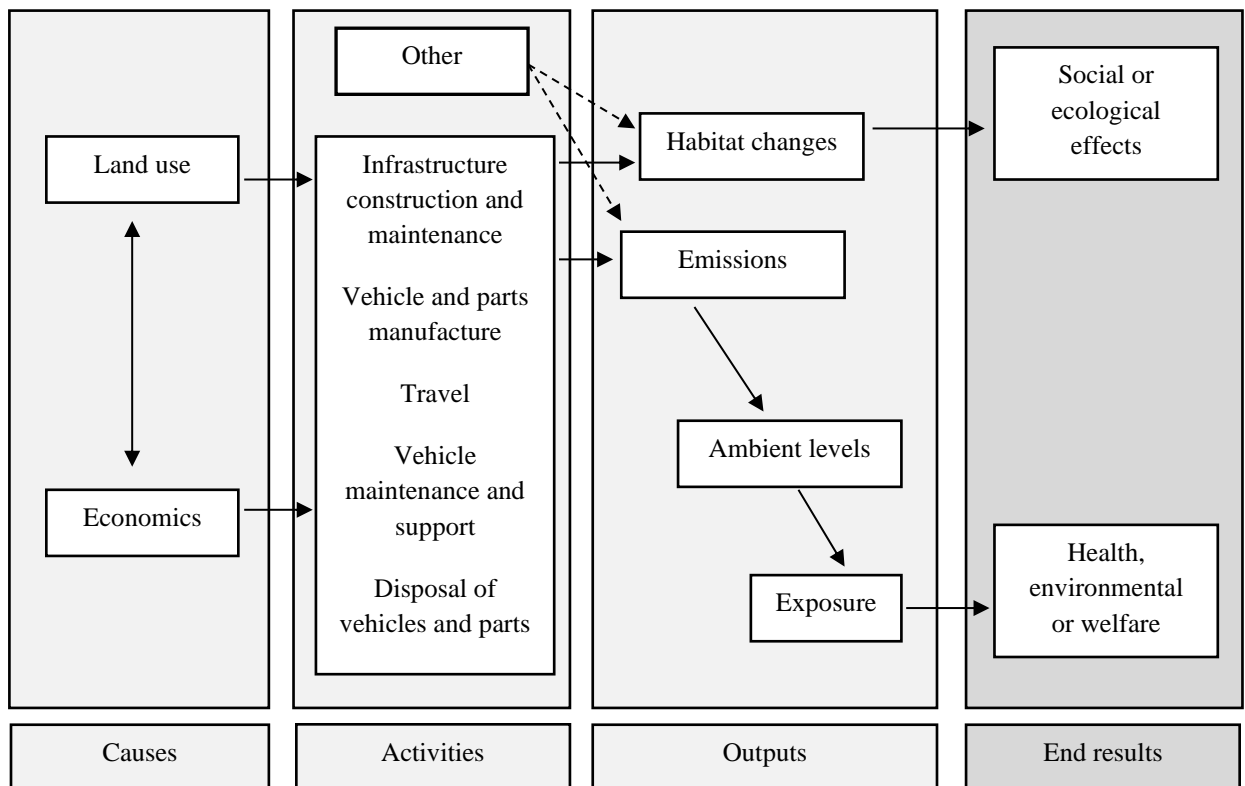 Land use
Economics
Other
Infrastructure
construction and
maintenance
Vehicle and parts
manufacture
Travel
Vehicle
maintenance and
support
Disposal of
vehicles and parts
Habitat changes
Emissions
Ambient levels
Exposure
Social or
ecological
effects
Health,
environmental
or welfare
Causes
Activities
Outputs
End results